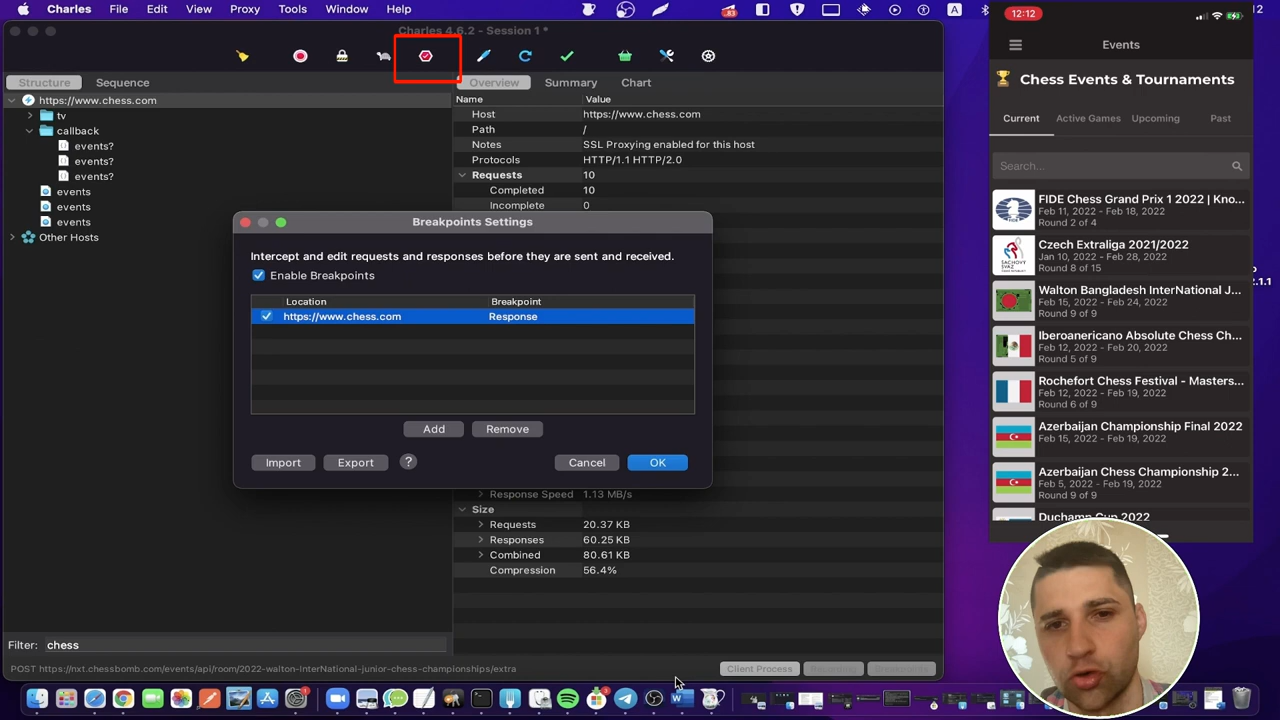 Charles File Edit View Proxy Tools Window Help
.83
A
12
Charles 4.6.2 - Session 1 *
Structure Sequence
https://www.chess.com
tv
callback
events?
events?
events?
events
events
events
Other Hosts
Filter: chess
POST https://nxt.chessbomb.com/events/api/room/2022-walton-InterNational-junior-chess-championships/extra
Overview Summary Chart
Name Value
Host https://www.chess.com
Path /
Notes SSL Proxying enabled for this host
Protocols HTTP/1.1 HTTP/2.0
Requests 10
Completed 10
Incomplete 0
Response Speed 1.13 MB/s
Size
Requests 20.37 KB
Responses 60.25 KB
Combined 80.61 KB
Compression 56.4%
Client Process Recording Breakpoints
Breakpoints Settings
Intercept edit requests and responses before they e sent and received.
Enable Breakpoints
Location Breakpoint
https://www.chess.com Response
Add Remove
Import Export ? Cancel OK
12:12
Events
Chess Events & Tournaments
Current Active Games Upcoming Past
Search...
FIDE Chess Grand Prix 1 2022 | Kno...
Feb 11, 2022 - Feb 18, 2022
Round 2 of 4
Czech Extraliga 2021/2022
Jan 10, 2022 - Feb 28, 2022
Round 8 of 15
Walton Bangladesh InterNational J...
Feb 15, 2022 - Feb 24, 2022
Round 9 of 9
Iberoamericano Absolute Chess Ch...
Feb 12, 2022 - Feb 20, 2022
Round 5 of 9
Rochefort Chess Festival - Masters...
Feb 12, 2022 - Feb 19, 2022
Round 6 of 9
Azerbaijan Championship Final 2022
Feb 15, 2022 - Feb 19, 2022
Azerbaijan Chess Championship 2...
Feb 5, 2022 - Feb 19, 2022
Round 9 of 9
Duchamp Cup 2022
.1.1